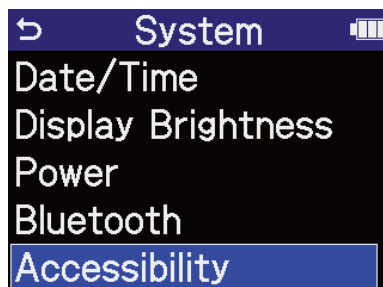 System
Date/Time
Display Brightness
Power
Bluetooth
Accessibility